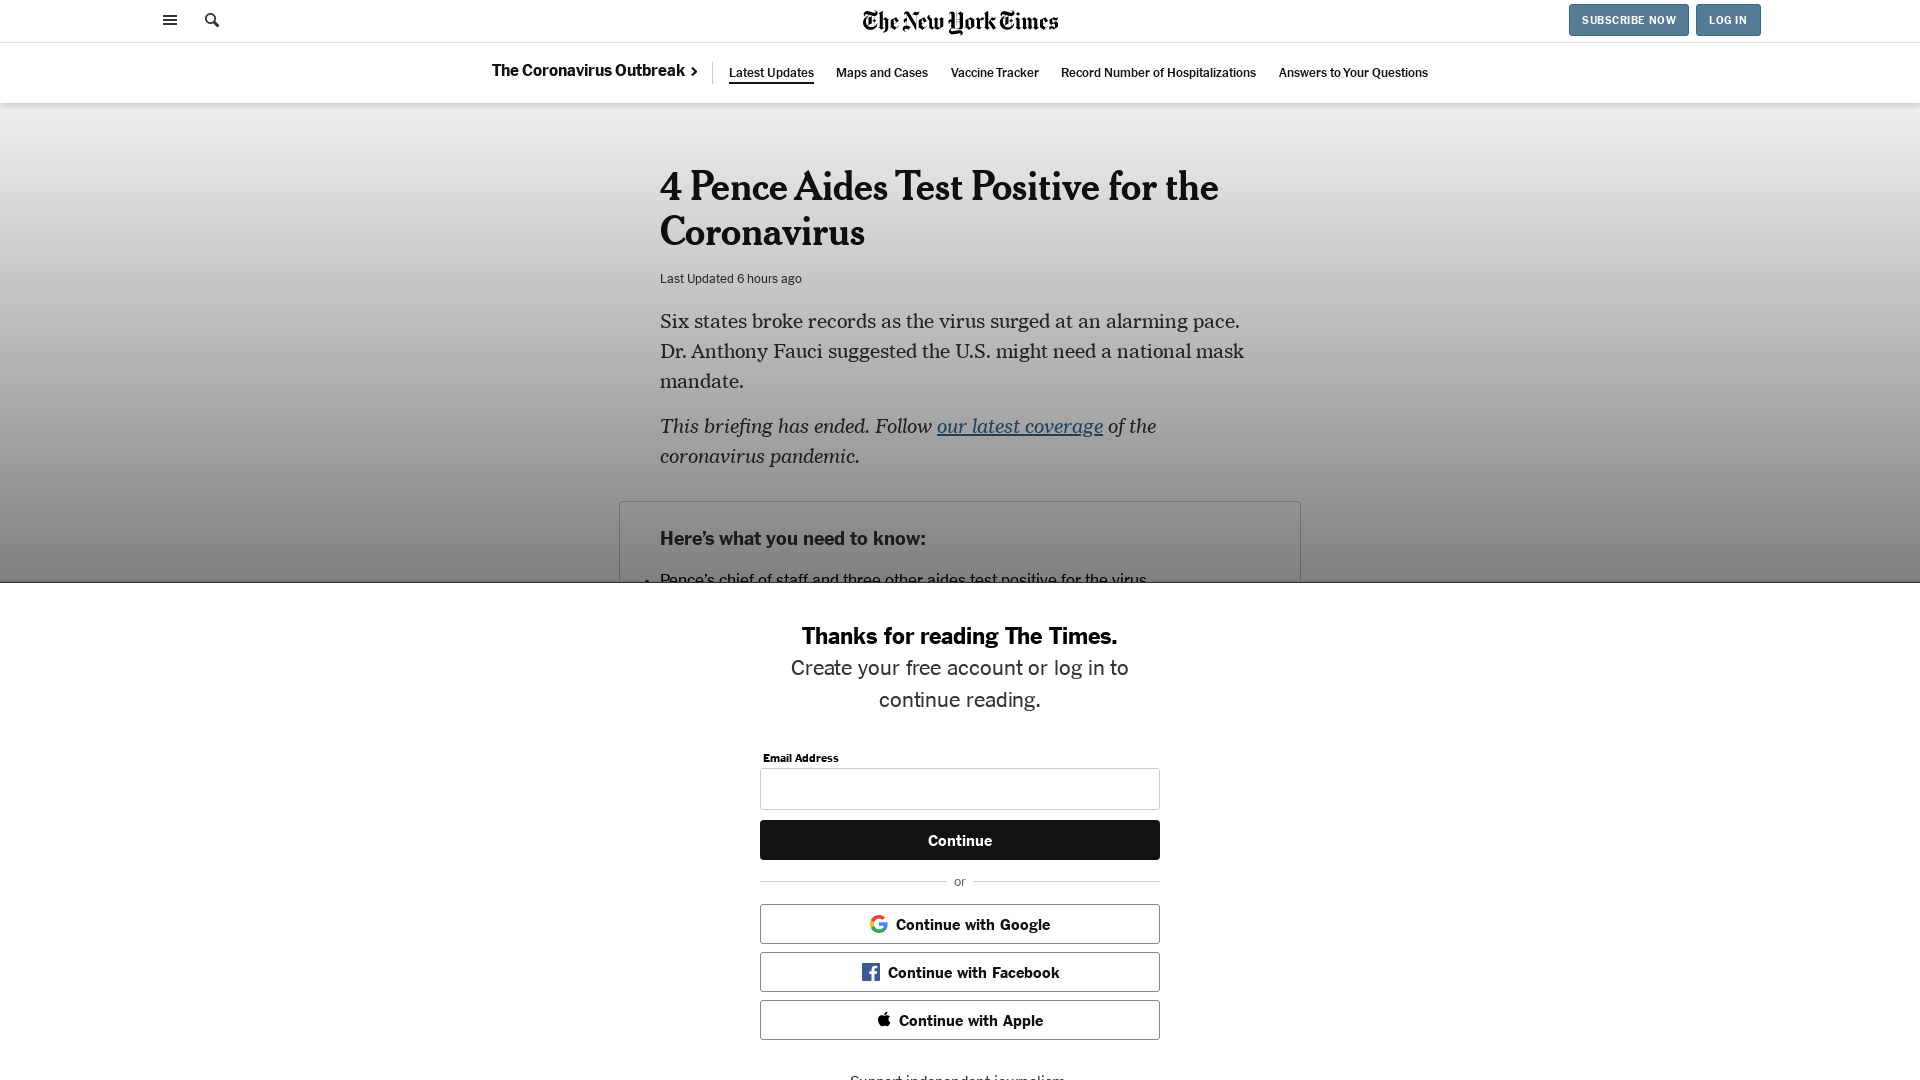 The New York Times
SUBSCRIBE NOW
LOG IN
The Coronavirus Outbreak
Latest Updates
Maps and Cases
Vaccine Tracker
Record Number of Hospitalizations
Answers to Your Questions
4 Pence Aides Test Positive for the
Coronavirus
Last Updated 6 hours ago
Six states broke records as the virus surged at an alarming pace.
Dr. Anthony Fauci suggested the U.S. might need a national mask
mandate.
This briefing has ended. Follow our latest coverage of the
coronavirus pandemic.
Here’s what you need to know:
Pence’s chief of staff and three other aides test positive for the virus.
Thanks for reading The Times.
Create your free account or log in to
continue reading.
Email Address
Continue
or
Continue with Google
Continue with Facebook
Continue with Apple
Support independent journalism.